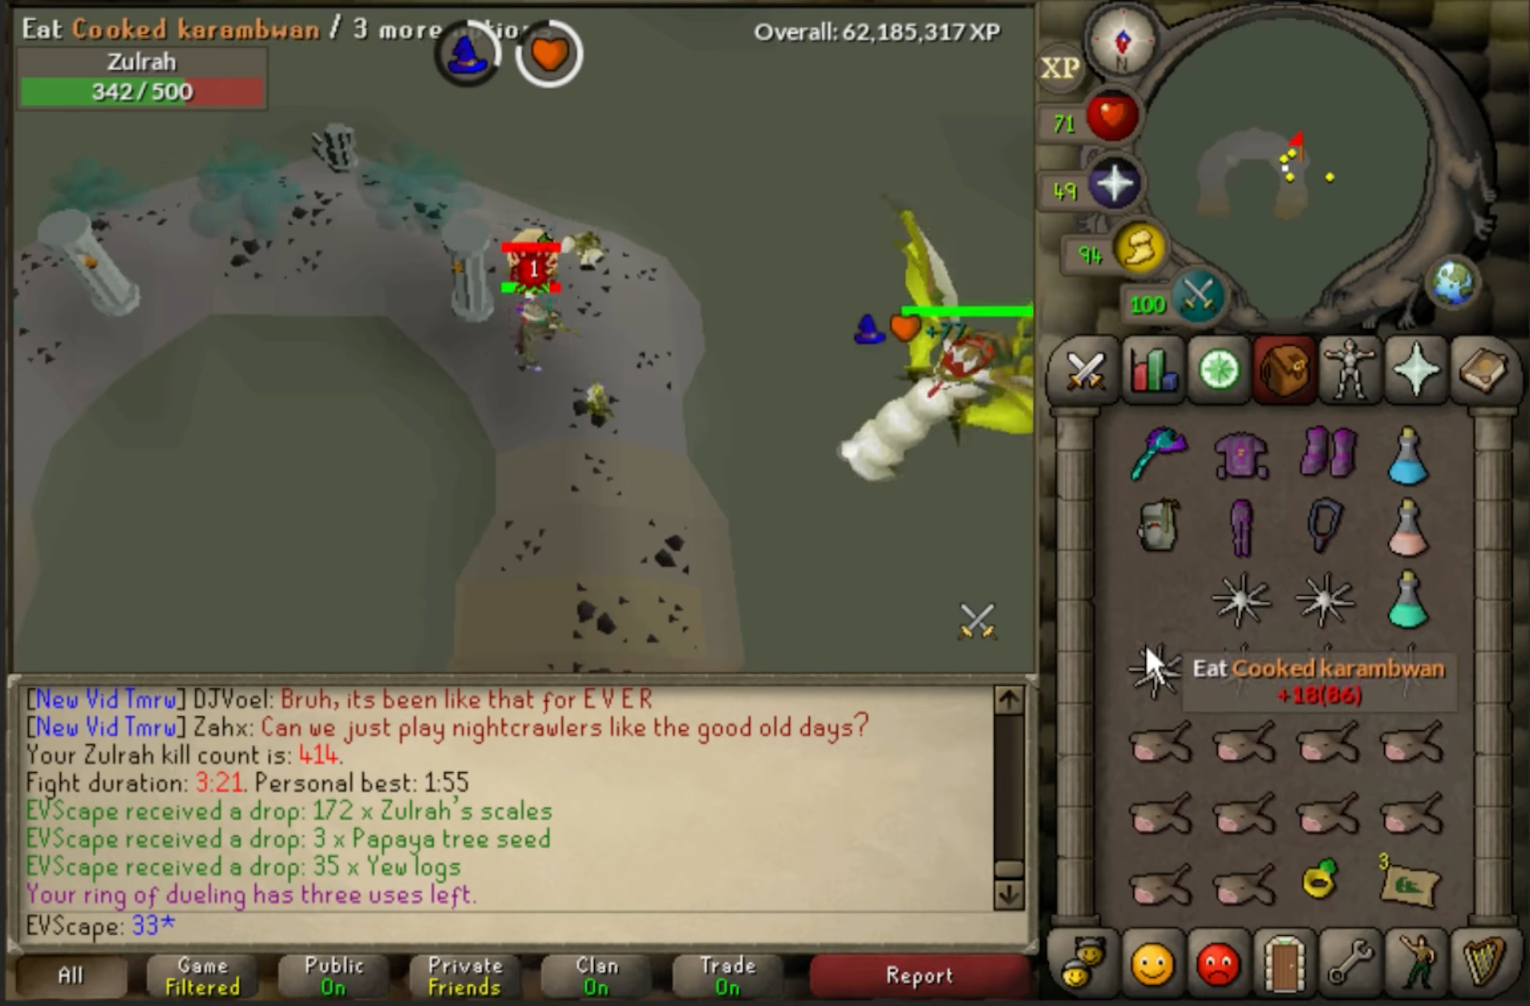 Eat Cooked karambwan / 3 more options
Overall: 62,185,317 XP
Zulrah
342 / 500
XP
N
71
49
94
100
1
+77
Eat Cooked karambwan
+18(86)
[New Vid Tmrw] DJVoel: Bruh, its been like that for E V E R
[New Vid Tmrw] Zahx: Can we just play nightcrawlers like the good old days?
Your Zulrah kill count is: 414.
Fight duration: 3:21. Personal best: 1:55
EVScape received a drop: 172 x Zulrah's scales
EVScape received a drop: 3 x Papaya tree seed
EVScape received a drop: 35 x Yew logs
Your ring of dueling has three uses left.
EVScape: 33*
3
All
Game
Filtered
Public
On
Private
Friends
Clan
On
Trade
On
Report